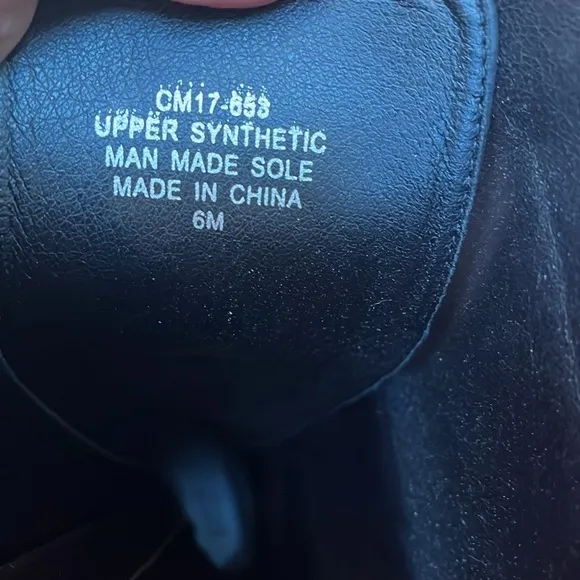 CM17-653
UPPER SYNTHETIC
MAN MADE SOLE
MADE IN CHINA
6M